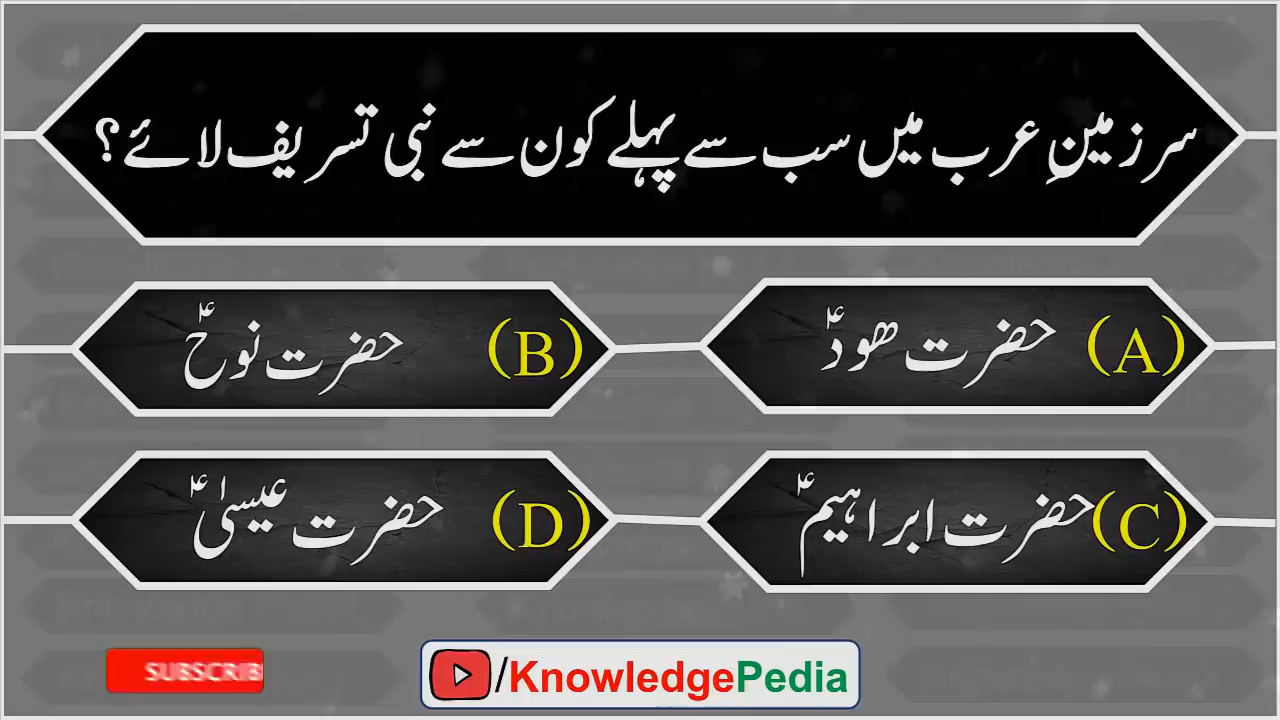 سرزمینِ عرب میں سب سے پہلے کون سے نبی تسریف لائے؟
(A) حضرت ھودؑ
(B) حضرت نوحؑ
(C) حضرت ابراہیمؑ
(D) حضرت عیسیٰؑ
SUBSCRIB
/KnowledgePedia